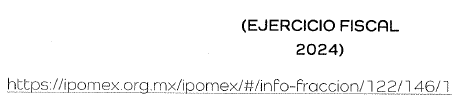 (EJERCICIO FISCAL
2024)
https://ipomex.org.mx/ipomex/#/info-fraccion/122/146/1